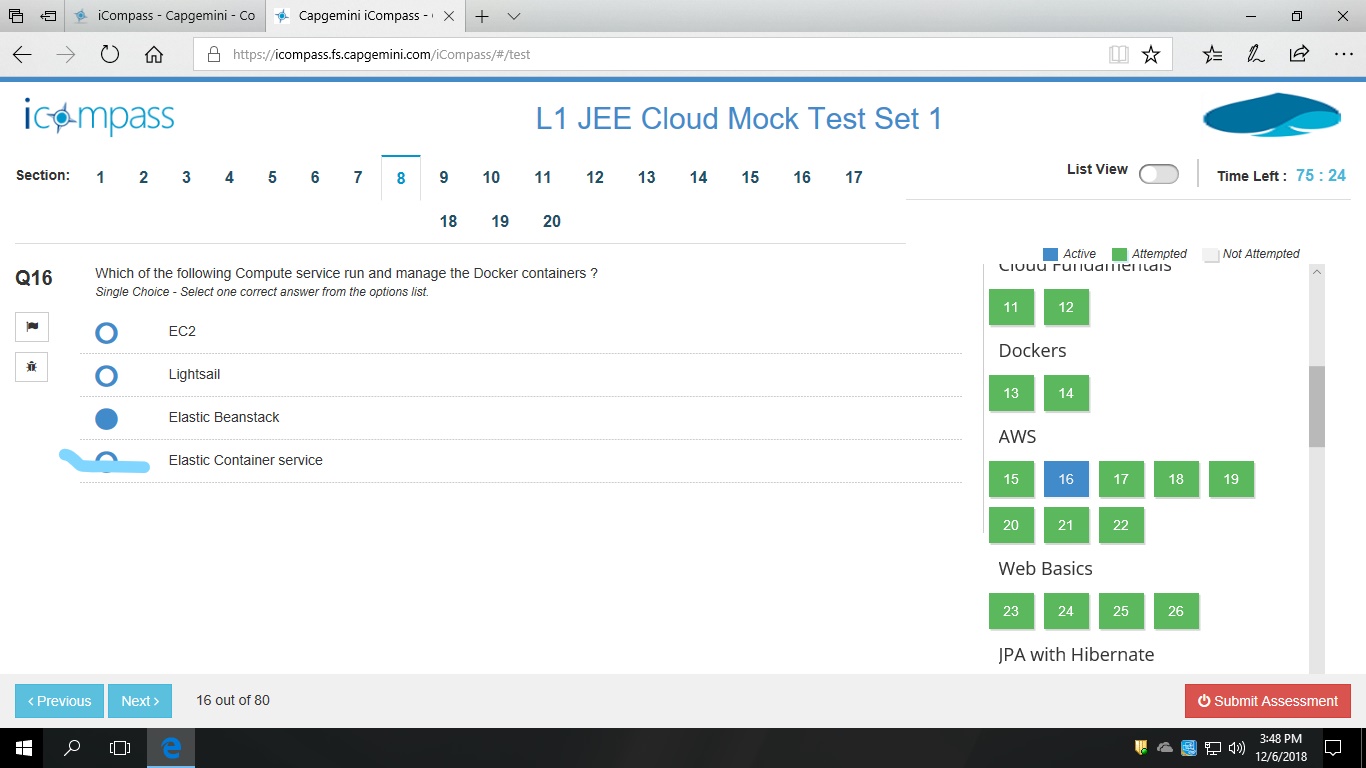 iCompass - Capgemini - Co
Capgemini iCompass -
https://icompass.fs.capgemini.com/iCompass/#/test
icompass
L1 JEE Cloud Mock Test Set 1
Section: 1 2 3 4 5 6 7 8 9 10 11 12 13 14 15 16 17
18 19 20
List View
Time Left : 75 : 24
Active Attempted Not Attempted
Q16
Which of the following Compute service run and manage the Docker containers ?
Single Choice - Select one correct answer from the options list.
EC2
Lightsail
Elastic Beanstack
Elastic Container service
Cloud Fundamentals
11 12
Dockers
13 14
AWS
15 16 17 18 19
20 21 22
Web Basics
23 24 25 26
JPA with Hibernate
Previous Next
16 out of 80
Submit Assessment
3:48 PM
12/6/2018